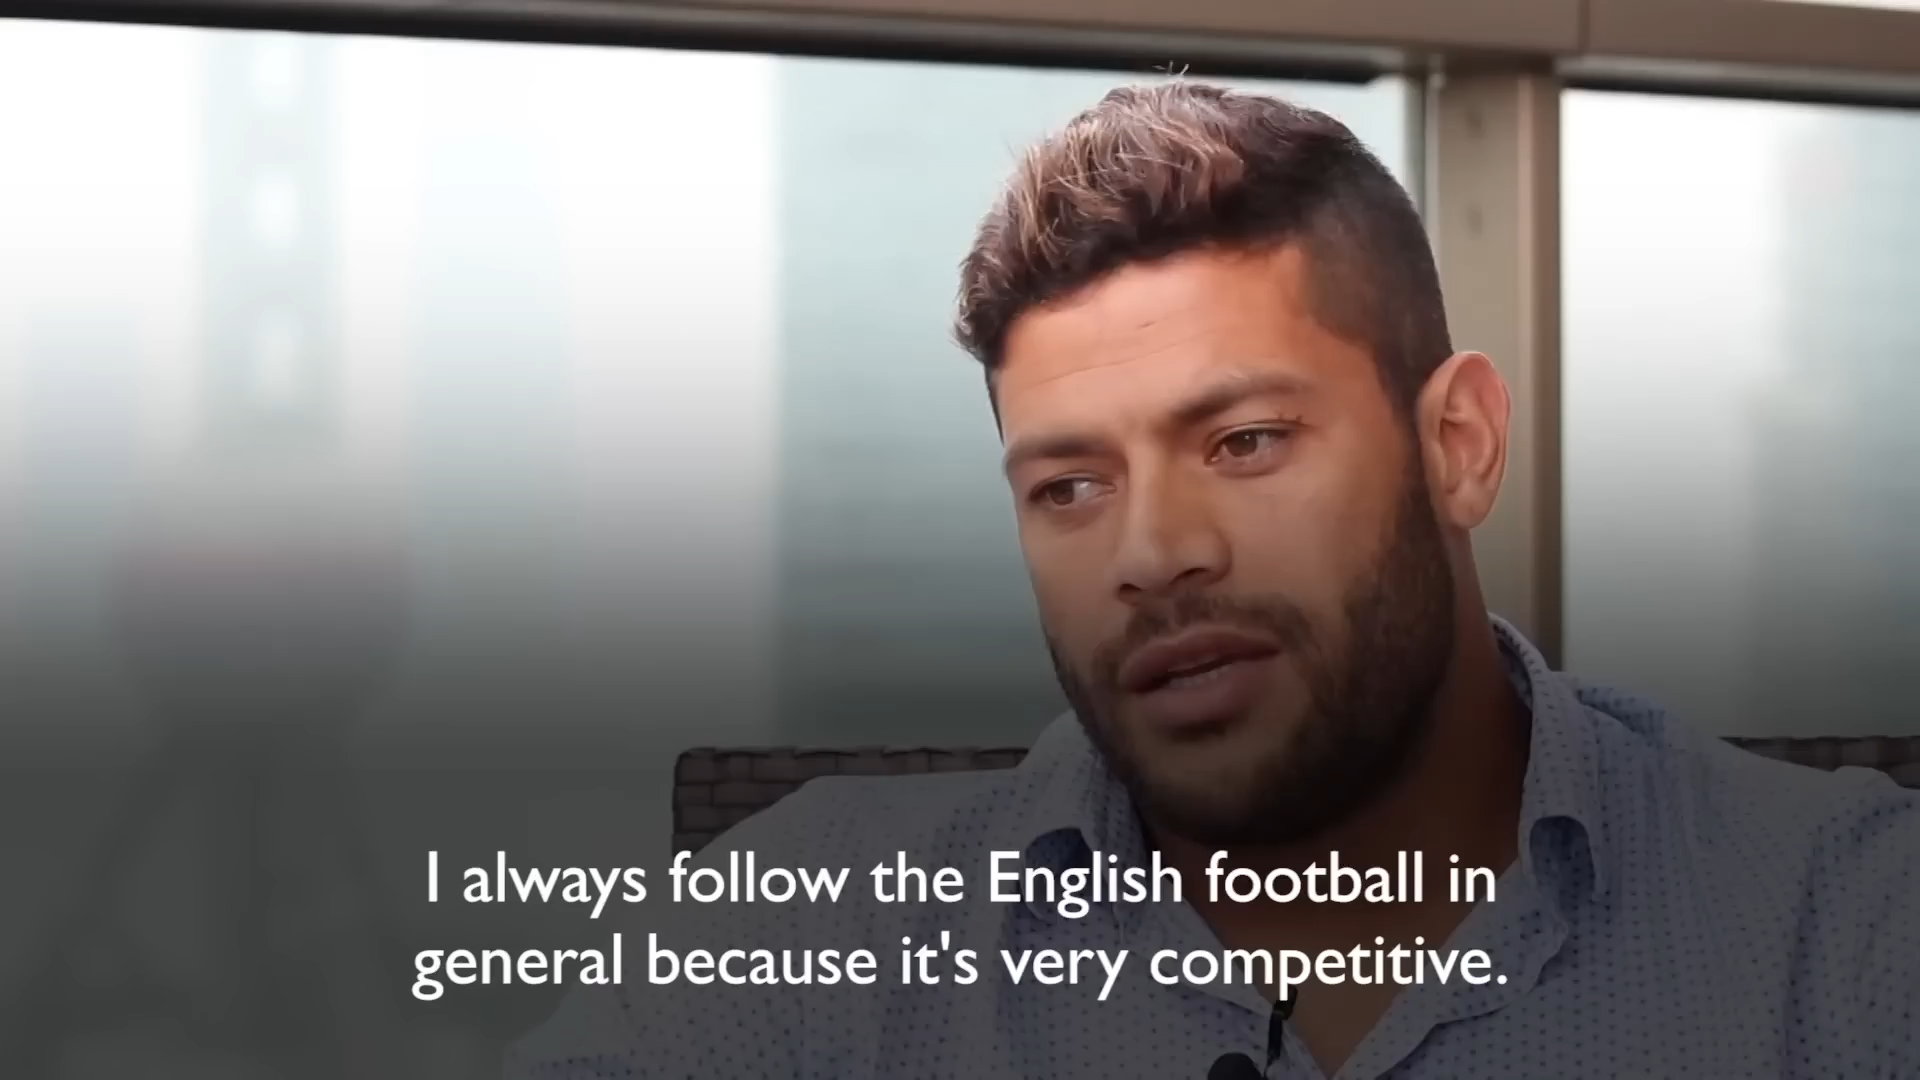 I always follow the English football in
general because it's very competitive.